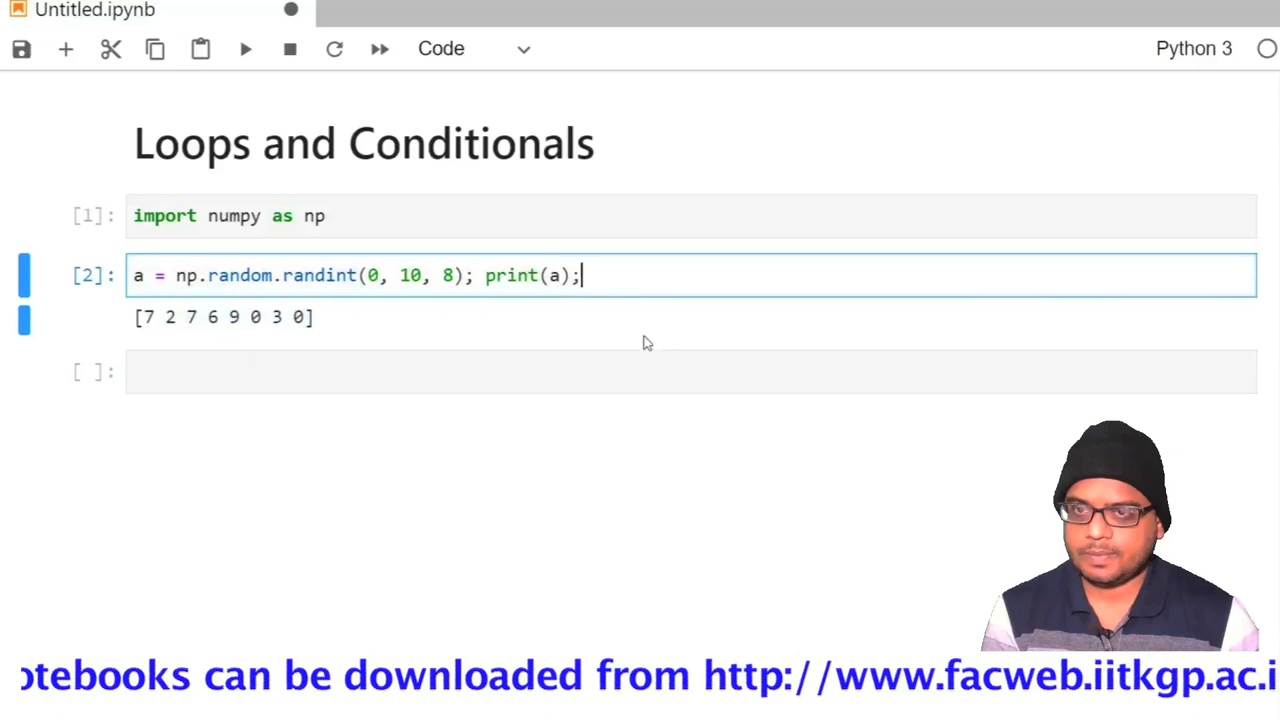 Untitled.ipynb
Code
Python 3
Loops and Conditionals
[1]: import numpy as np
[2]: a = np.random.randint(0, 10, 8); print(a);
[7 2 7 6 9 0 3 0]
[ ]:
otebooks can be downloaded from http://www.facweb.iitkgp.ac.i